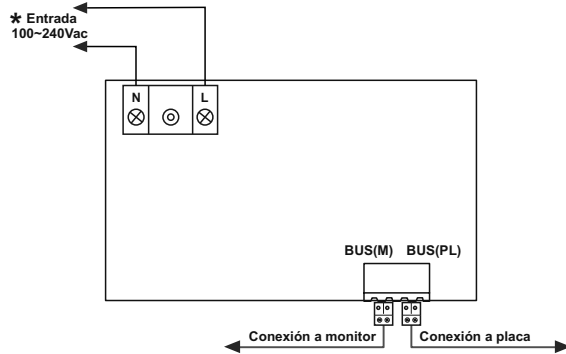 * Entrada
100~240Vac
N L
BUS(M) BUS(PL)
Conexión a monitor Conexión a placa